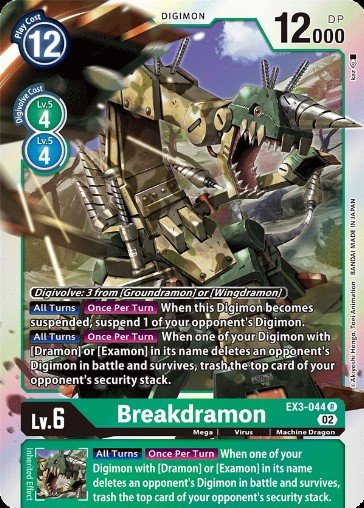 Play Cost
12
DIGIMON
12000
DP
Digivolve Cost
Lv.5
4
Lv.5
4
Digivolve: 3 from [Groundramon] or [Wingdramon]
All Turns Once Per Turn When this Digimon becomes
suspended, suspend 1 of your opponent's Digimon.
All Turns Once Per Turn When one of your Digimon with
[Dramon] or [Examon] in its name deletes an opponent's
Digimon in battle and survives, trash the top card of your
opponent's security stack.
Lv.6
Breakdramon
EX3-044 R
02
Mega
Virus
Machine Dragon
Inherited Effect
All Turns Once Per Turn When one of your
Digimon with [Dramon] or [Examon] in its name
deletes an opponent's Digimon in battle and survives,
trash the top card of your opponent's security stack.
©Akiyoshi Hongo, Toei Animation BANDAI MADE IN JAPAN